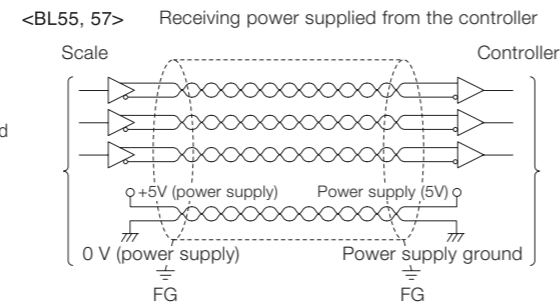 <BL55, 57> Receiving power supplied from the controller
Scale Controller
d
+5V (power supply) Power supply (5V)
0 V (power supply) Power supply ground
FG FG